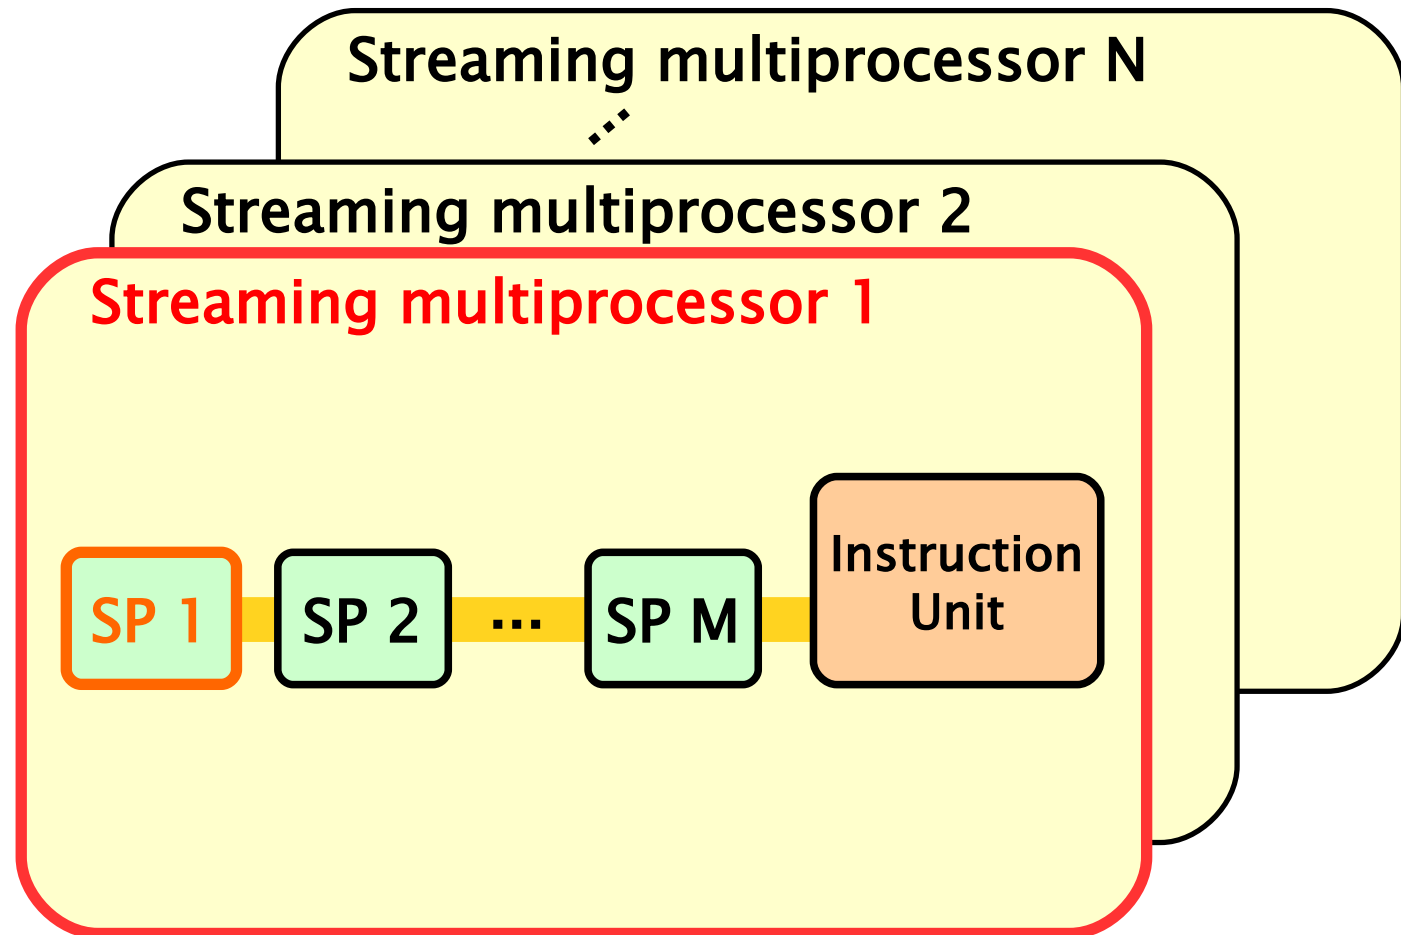 Streaming multiprocessor N
...
Streaming multiprocessor 2
Streaming multiprocessor 1
SP 1
SP 2
...
SP M
Instruction
Unit